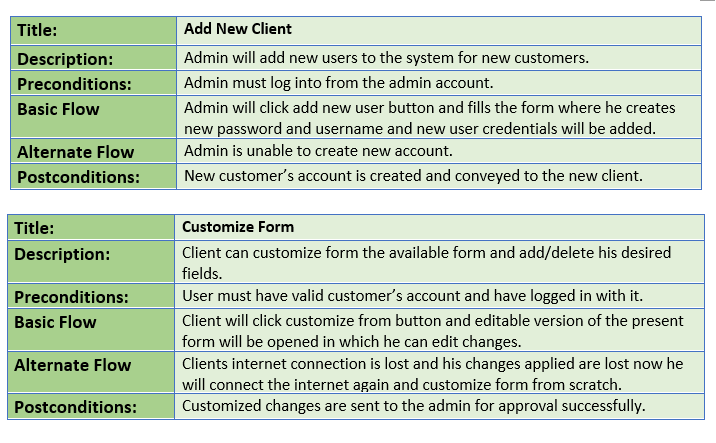 Title: Add New Client
Description: Admin will add new users to the system for new customers.
Preconditions: Admin must log into from the admin account.
Basic Flow Admin will click add new user button and fills the form where he creates
new password and username and new user credentials will be added.
Alternate Flow Admin is unable to create new account.
Postconditions: New customer's account is created and conveyed to the new client.
Title: Customize Form
Description: Client can customize form the available form and add/delete his desired
fields.
Preconditions: User must have valid customer's account and have logged in with it.
Basic Flow Client will click customize from button and editable version of the present
form will be opened in which he can edit changes.
Alternate Flow Clients internet connection is lost and his changes applied are lost now he
will connect the internet again and customize form from scratch.
Postconditions: Customized changes are sent to the admin for approval successfully.